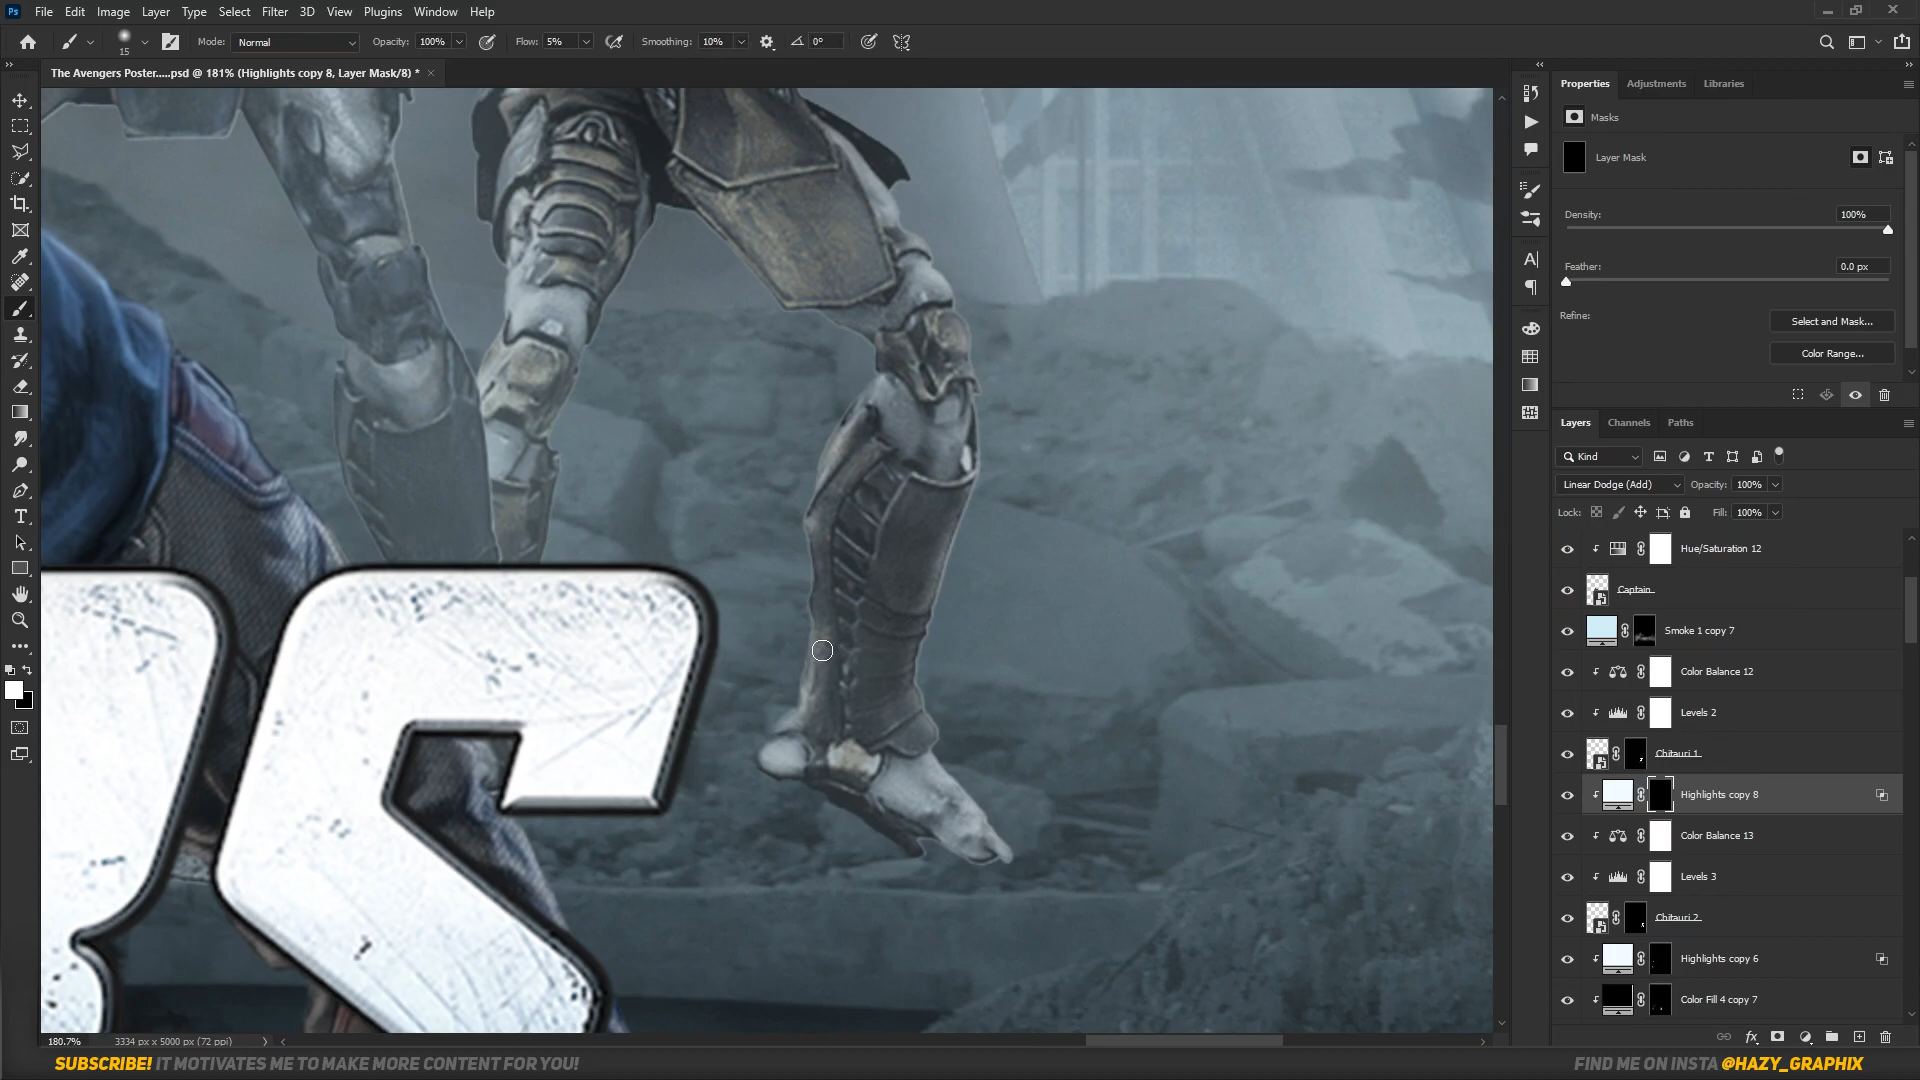 Ps File Edit Image Layer Type Select Filter 3D View Plugins Window Help
15 Mode: Normal Opacity: 100% Flow: 5% Smoothing: 10% 0°
The Avengers Poster.....psd @ 181% (Highlights copy 8, Layer Mask/8) *
Properties Adjustments Libraries
Masks
Layer Mask
Density: 100%
Feather: 0.0 px
Refine: Select and Mask...
Color Range...
Layers Channels Paths
Kind
Linear Dodge (Add) Opacity: 100%
Lock: Fill: 100%
Hue/Saturation 12
Captain
Smoke 1 copy 7
Color Balance 12
Levels 2
Chitauri 1
Highlights copy 8
Color Balance 13
Levels 3
Chitauri 2
Highlights copy 6
Color Fill 4 copy 7
S
180.7% 3334 px x 5000 px (72 ppi)
SUBSCRIBE! IT MOTIVATES ME TO MAKE MORE CONTENT FOR YOU!
FIND ME ON INSTA @HAZY_GRAPHIX